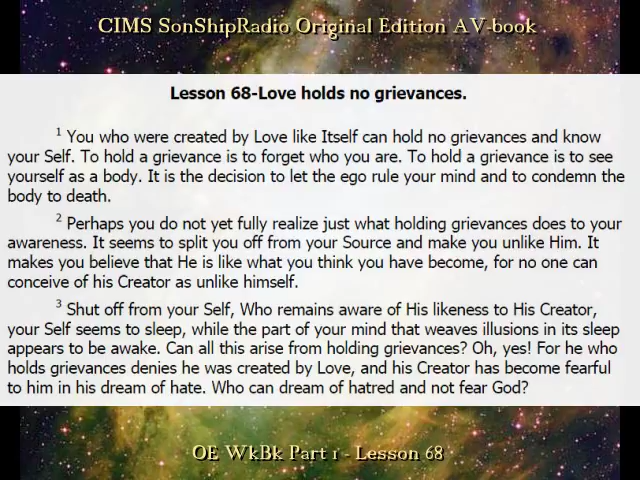 CIMS SonShipRadio Original Edition AV-book
Lesson 68-Love holds no grievances.
1 You who were created by Love like Itself can hold no grievances and know
your Self. To hold a grievance is to forget who you are. To hold a grievance is to see
yourself as a body. It is the decision to let the ego rule your mind and to condemn the
body to death.
2 Perhaps you do not yet fully realize just what holding grievances does to your
awareness. It seems to split you off from your Source and make you unlike Him. It
makes you believe that He is like what you think you have become, for no one can
conceive of his Creator as unlike himself.
3 Shut off from your Self, Who remains aware of His likeness to His Creator,
your Self seems to sleep, while the part of your mind that weaves illusions in its sleep
appears to be awake. Can all this arise from holding grievances? Oh, yes! For he who
holds grievances denies he was created by Love, and his Creator has become fearful
to him in his dream of hate. Who can dream of hatred and not fear God?
OE WkBk Part 1 - Lesson 68